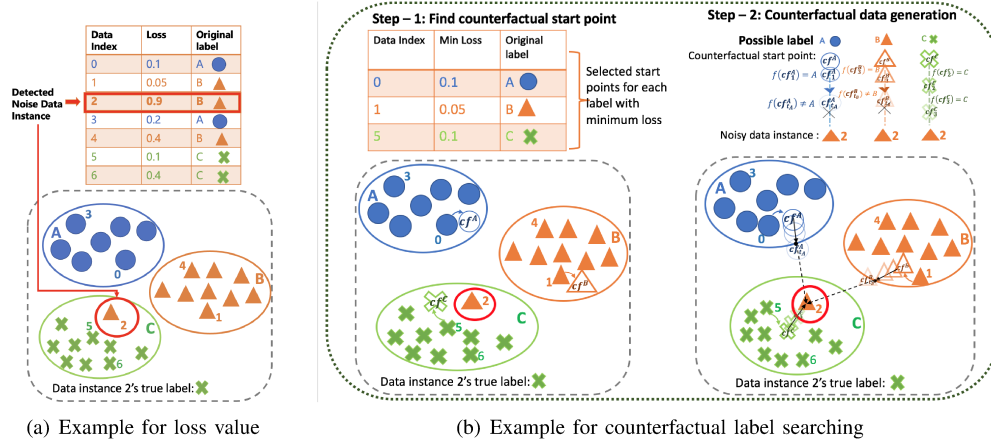 Data Index Loss Original label
0 0.1 A
1 0.05 B
2 0.9 B
3 0.2 A
4 0.4 B
5 0.1 C
6 0.4 C
Detected Noise Data Instance
A
3
0
4
B
1
2
5
C
6
Data instance 2's true label:
(a) Example for loss value
Step – 1: Find counterfactual start point
Data Index Min Loss Original label
0 0.1 A
1 0.05 B
5 0.1 C
Selected start points for each label with minimum loss
A
3
0
cf^A
4
B
1
cf^B
cf^C
2
5
C
6
Data instance 2's true label:
Step – 2: Counterfactual data generation
Possible label A B C
Counterfactual start point:
Noisy data instance : 2 2 2
A
3
0
cf^A
4
B
1
5
2
C
6
Data instance 2's true label:
(b) Example for counterfactual label searching